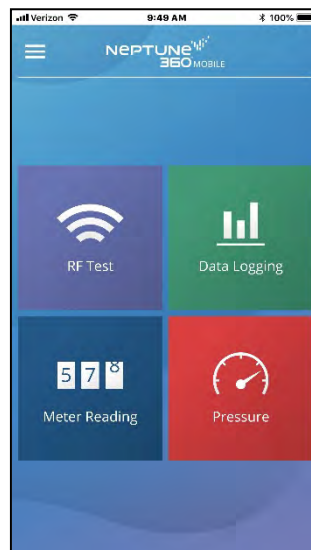 Verizon 9:49 AM 100%
NEPTUNE
360 MOBILE
RF Test
Data Logging
5 7 8
Meter Reading
Pressure